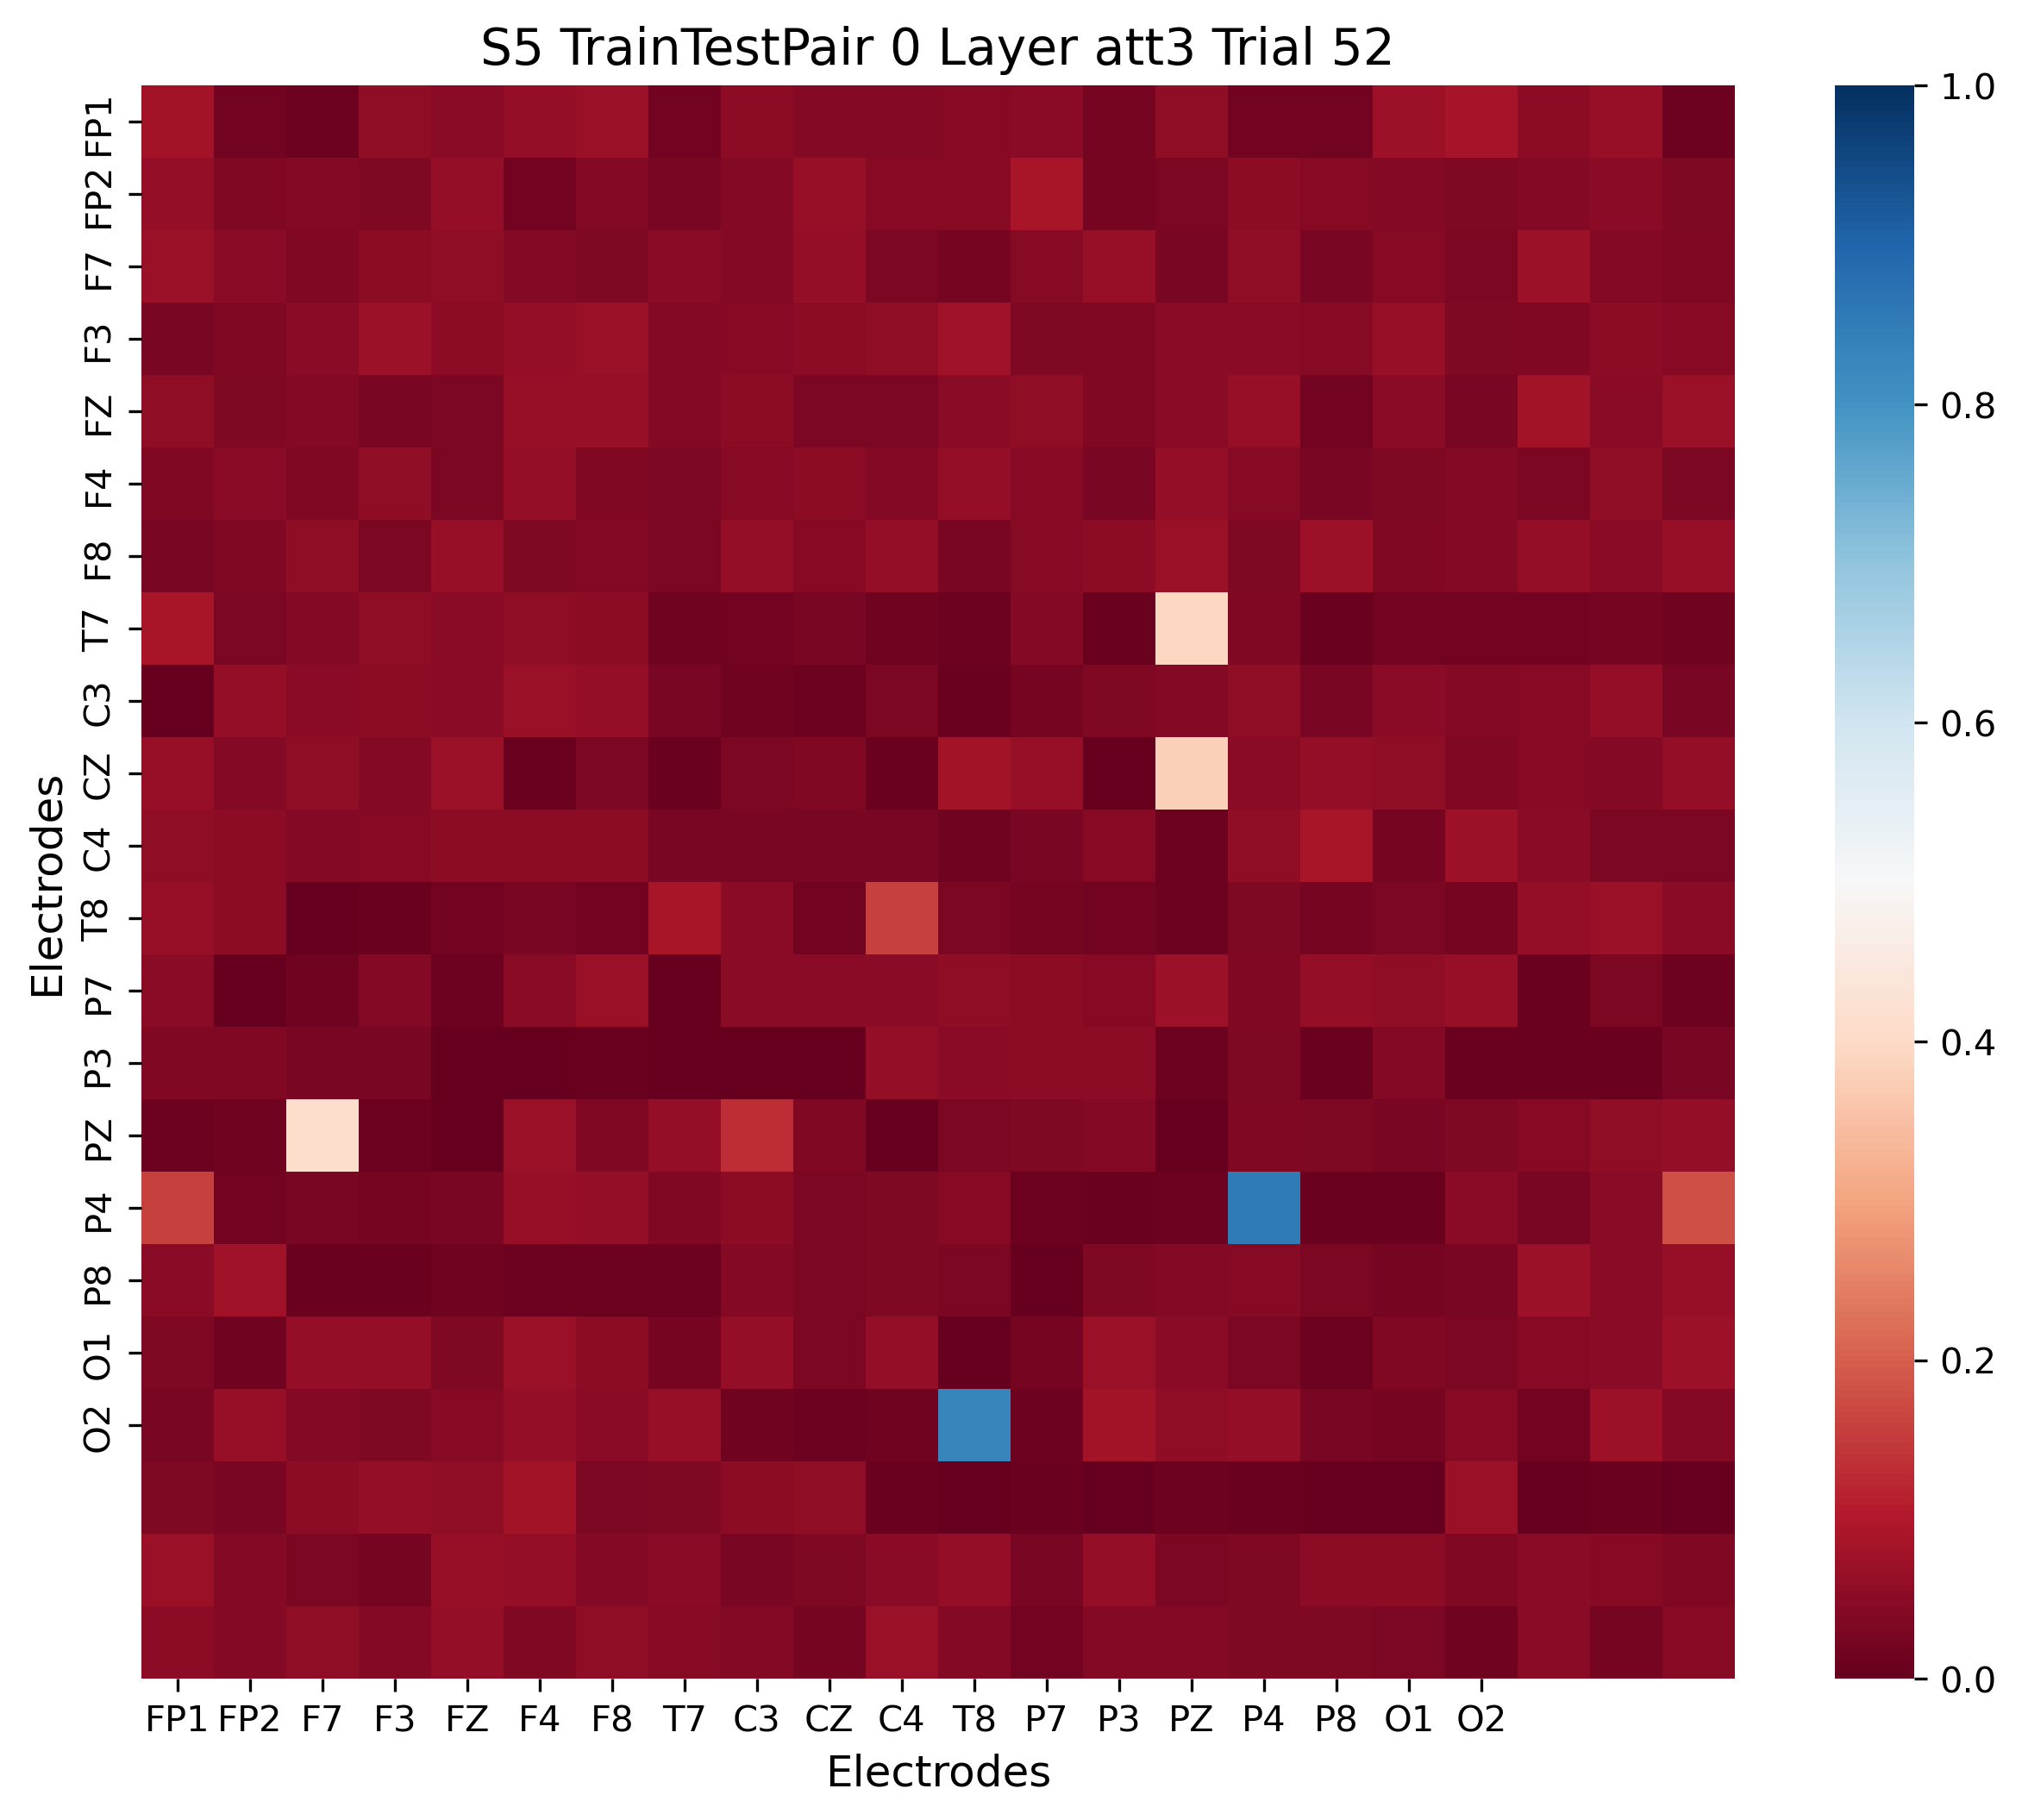 S5 TrainTestPair 0 Layer att3 Trial 52
Electrodes
FP1
FP2
F7
F3
FZ
F4
F8
T7
C3
CZ
C4
T8
P7
P3
PZ
P4
P8
O1
O2
FP1 FP2 F7 F3 FZ F4 F8 T7 C3 CZ C4 T8 P7 P3 PZ P4 P8 O1 O2
Electrodes
1.0
0.8
0.6
0.4
0.2
0.0